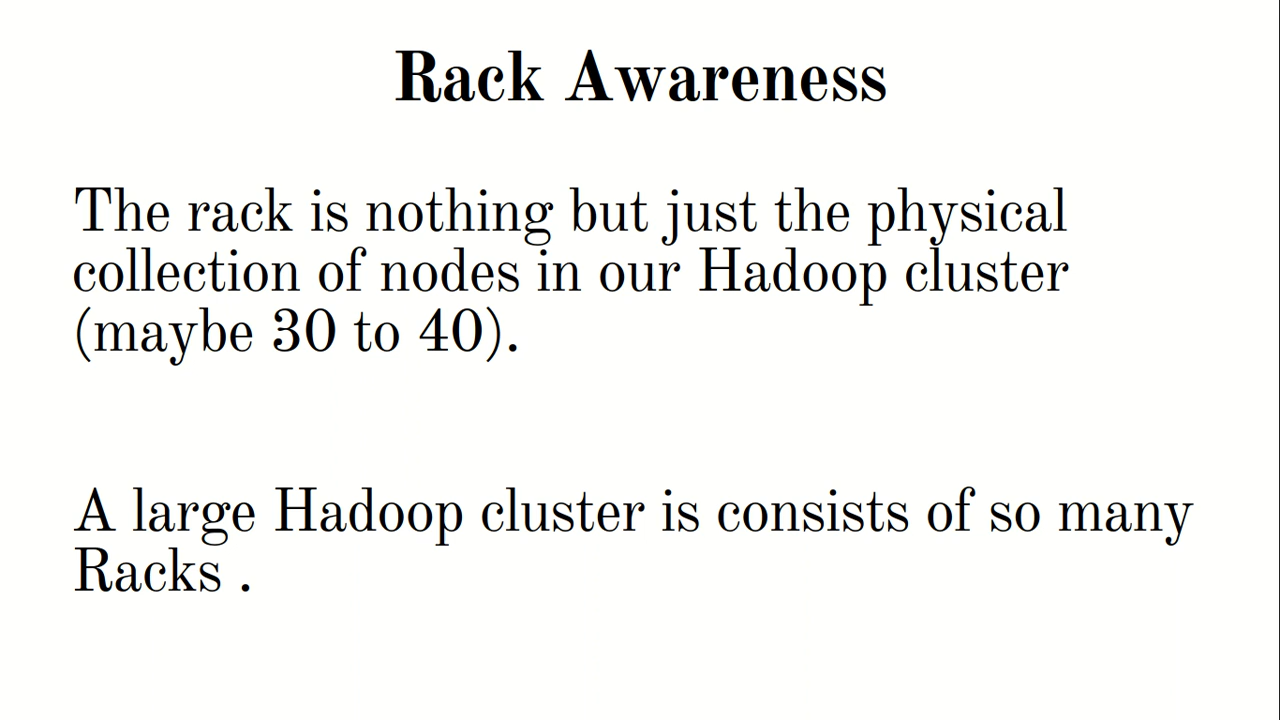 Rack Awareness
The rack is nothing but just the physical
collection of nodes in our Hadoop cluster
(maybe 30 to 40).
A large Hadoop cluster is consists of so many
Racks .